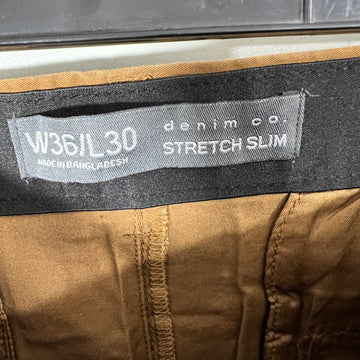 W36/L30
MADE IN BANGLADESH
denim co.
STRETCH SLIM